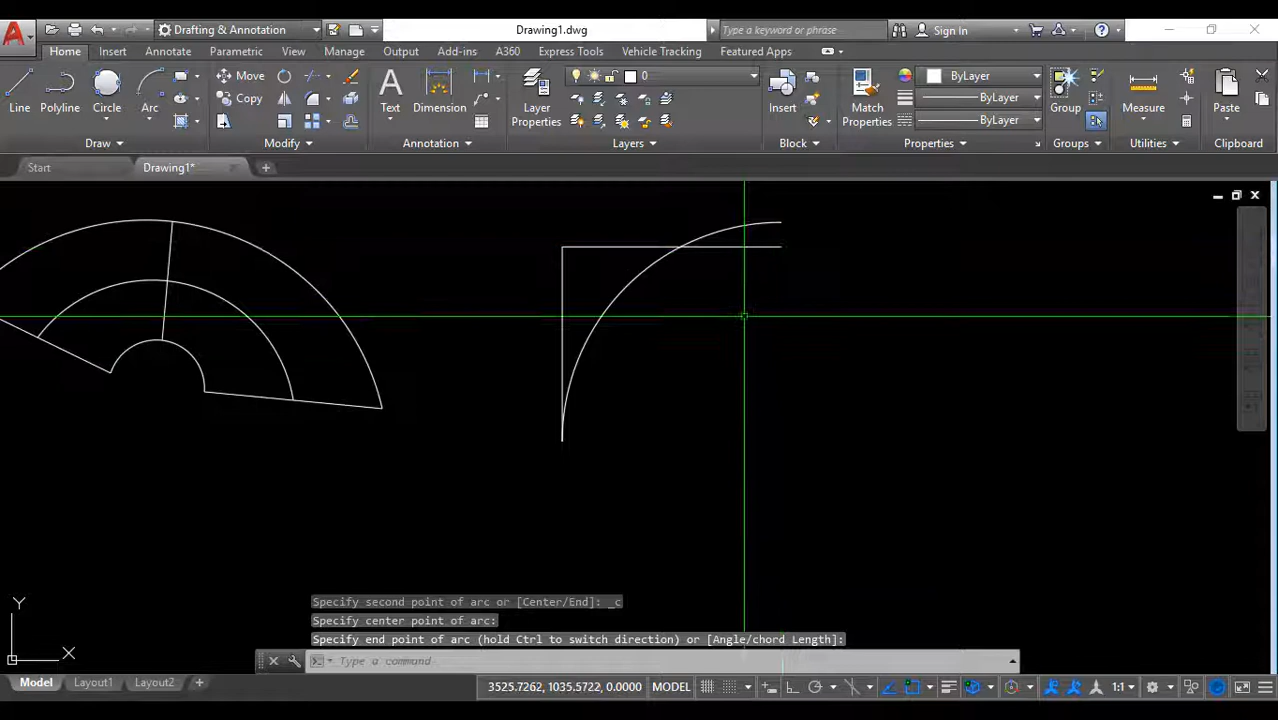 Drafting & Annotation
Drawing1.dwg
Type a keyword or phrase
Sign In
Home Insert Annotate Parametric View Manage Output Add-ins A360 Express Tools Vehicle Tracking Featured Apps
Line Polyline Circle Arc
Move
Copy
Text Dimension
Layer Properties
0
Insert
Match Properties
ByLayer
ByLayer
ByLayer
Group
Measure
Paste
Draw Modify Annotation Layers Block Properties Groups Utilities Clipboard
Start Drawing1* +
Specify second point of arc or [Center/End]: _c
Specify center point of arc:
Specify end point of arc (hold Ctrl to switch direction) or [Angle/chord Length]:
Type a command
Y
X
Model Layout1 Layout2 +
3525.7262, 1035.5722, 0.0000 MODEL 1:1